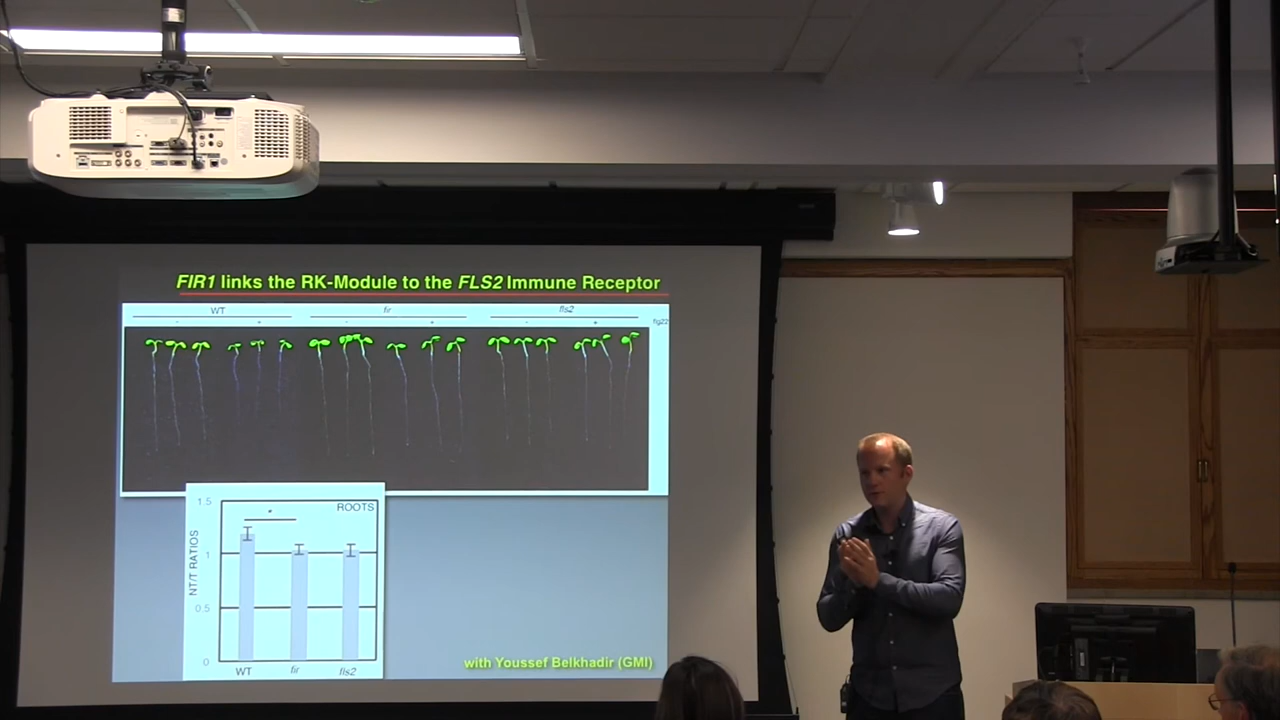 FIR1 links the RK-Module to the FLS2 Immune Receptor
WT fir fls2
- + - + - + flg22
1.5
ROOTS
1
0.5
0
NT/T RATIOS
*
WT fir fls2
with Youssef Belkhadir (GMI)